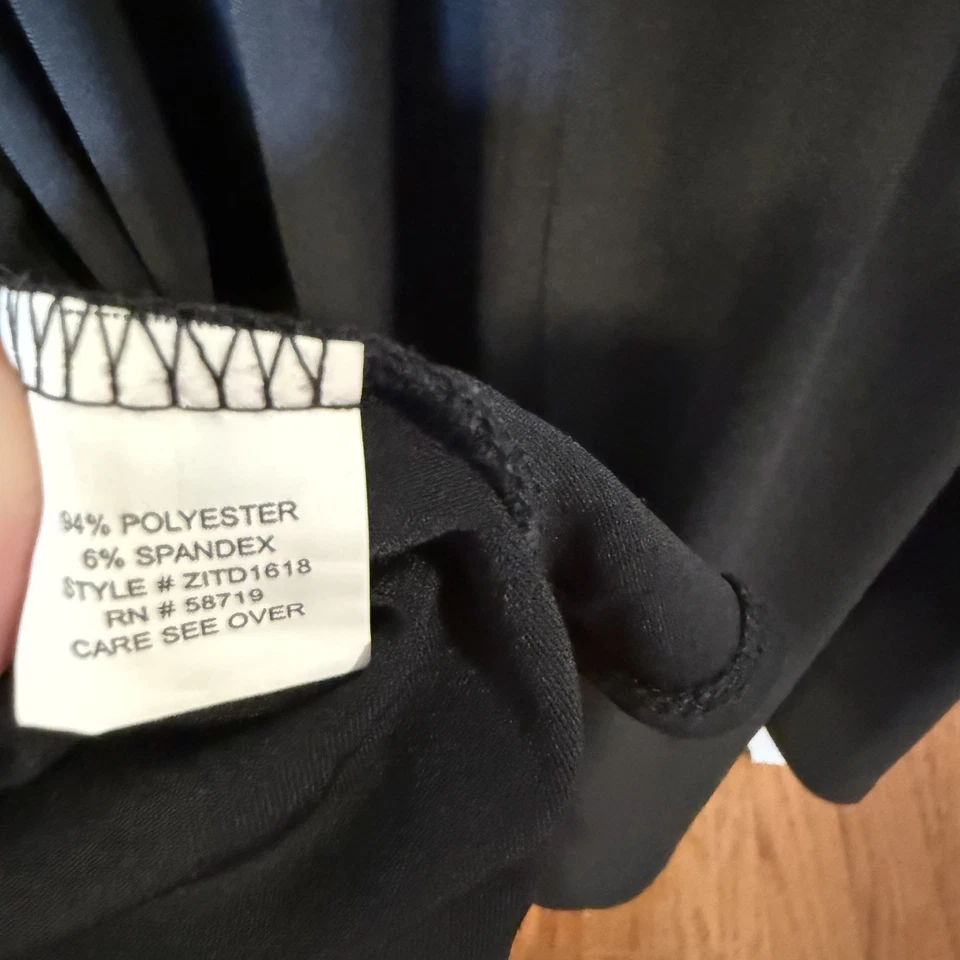 94% POLYESTER
6% SPANDEX
STYLE # ZITD1618
RN # 58719
CARE SEE OVER